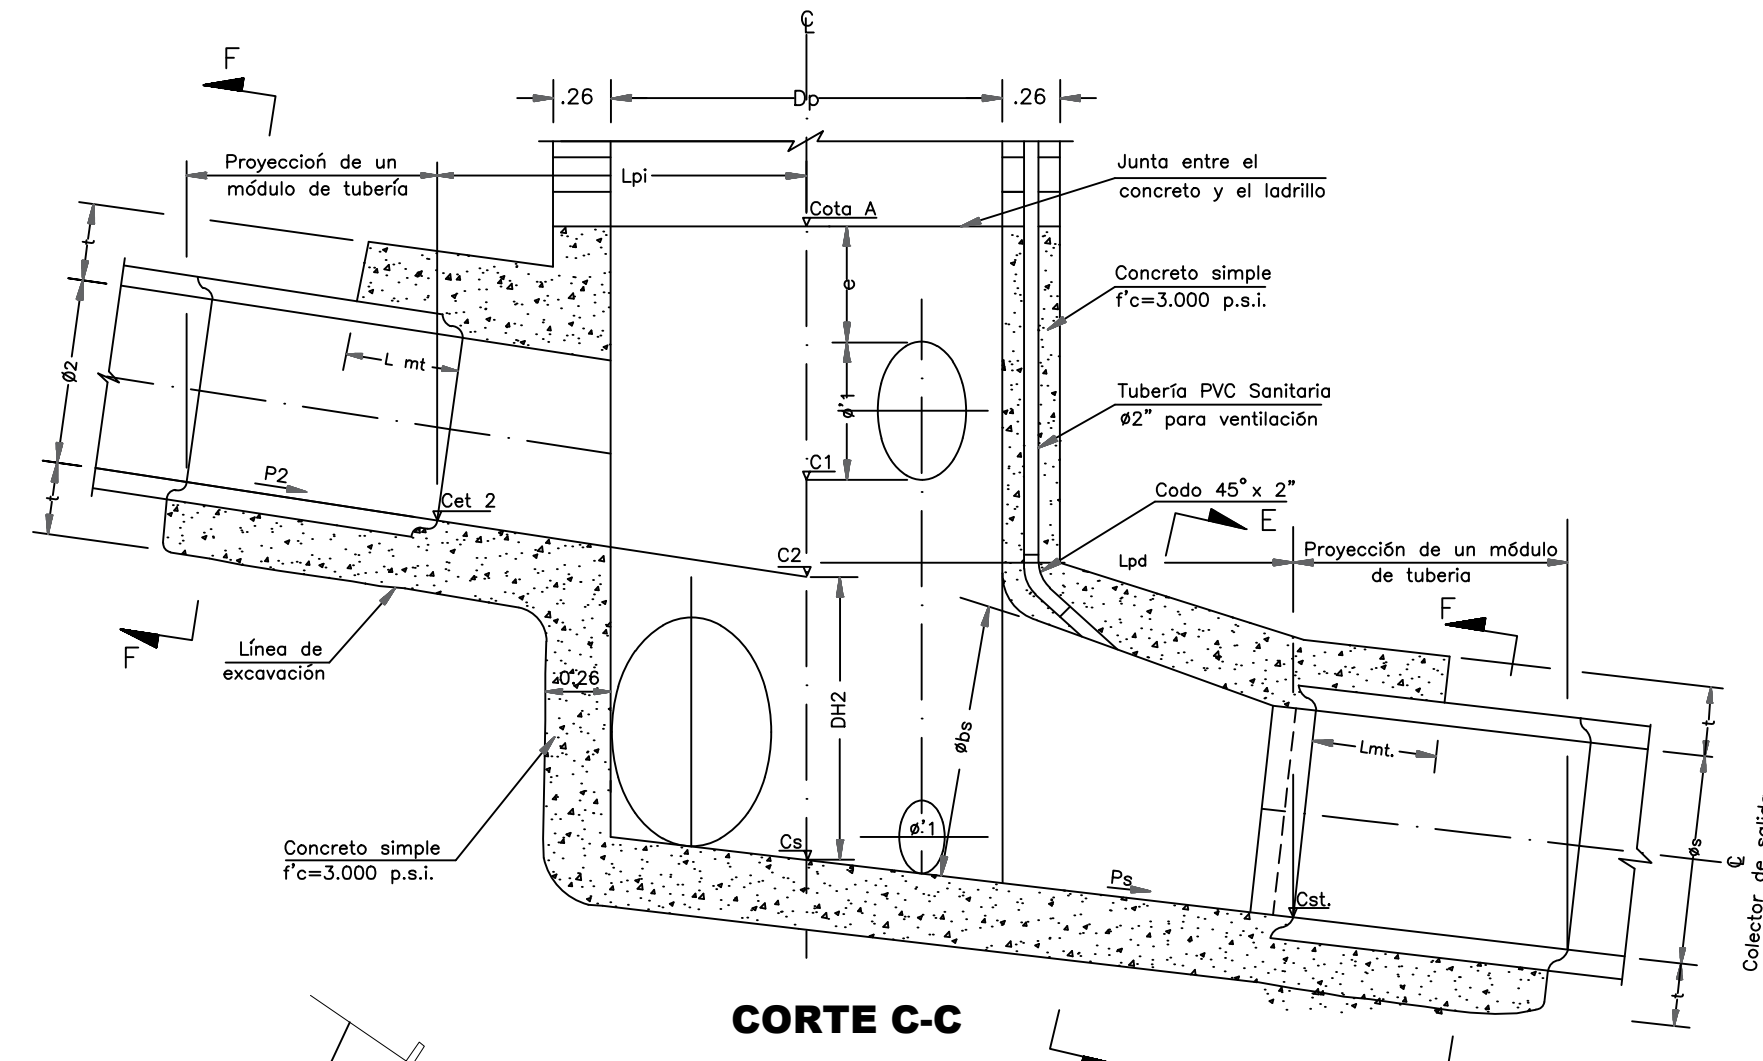 ℄
F
.26
Dp
.26
Proyección de un
módulo de tubería
Lpi
Junta entre el
concreto y el ladrillo
Cota A
t
e
Concreto simple
f'c=3.000 p.s.i.
Ø2
L mt
ø'1
Tubería PVC Sanitaria
ø2” para ventilación
C1
P2
t
Cet 2
Codo 45° x 2”
E
C2
Lpd
Proyección de un módulo
de tuberia
F
F
Línea de
excavación
0.26
DH2
øbs
t
Lmt.
Concreto simple
f'c=3.000 p.s.i.
Cs
ø'.1
Ps
Cst.
øs
℄
Colector de salida
t
CORTE C-C